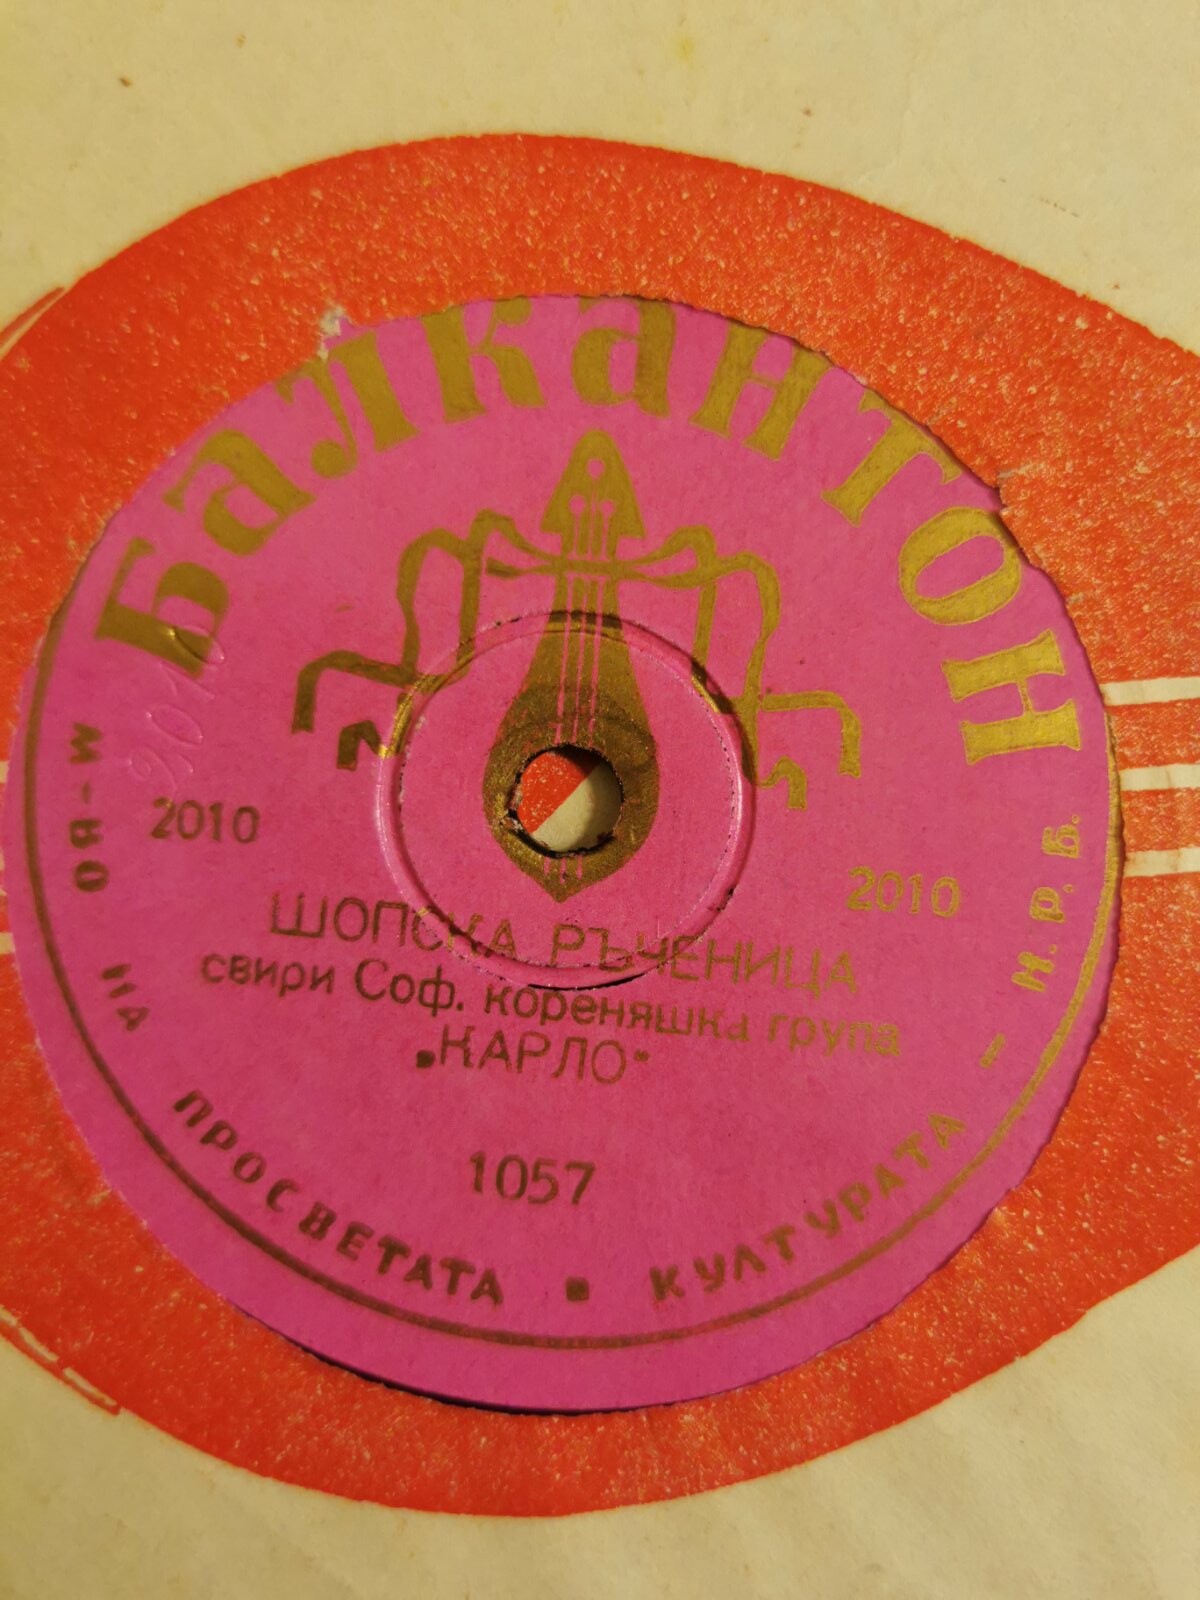 Балкантон
2010
2010
ШОПСКА РЪЧЕНИЦА
свири Соф. кореняшка група
„КАРЛО“
1057
М-ВО НА ПРОСВЕТАТА • КУЛТУРАТА – Н.Р.Б.